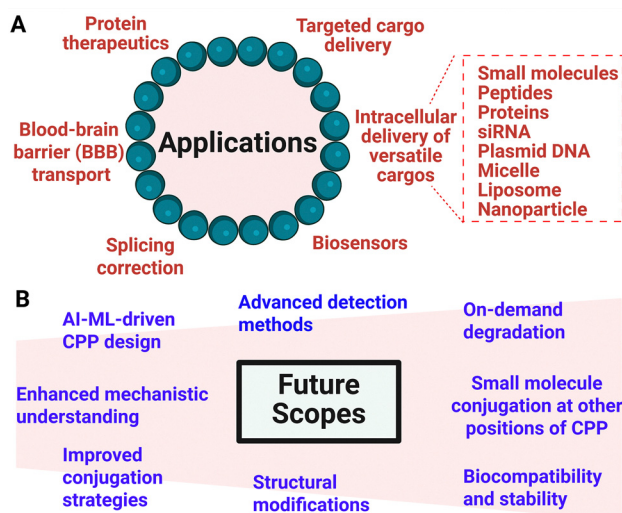 A
Protein
therapeutics
Targeted cargo
delivery
Blood-brain
barrier (BBB)
transport
Applications
Intracellular
delivery of
versatile
cargos
Small molecules
Peptides
Proteins
siRNA
Plasmid DNA
Micelle
Liposome
Nanoparticle
Splicing
correction
Biosensors
B
AI-ML-driven
CPP design
Advanced detection
methods
On-demand
degradation
Enhanced mechanistic
understanding
Future
Scopes
Small molecule
conjugation at other
positions of CPP
Improved
conjugation
strategies
Structural
modifications
Biocompatibility
and stability